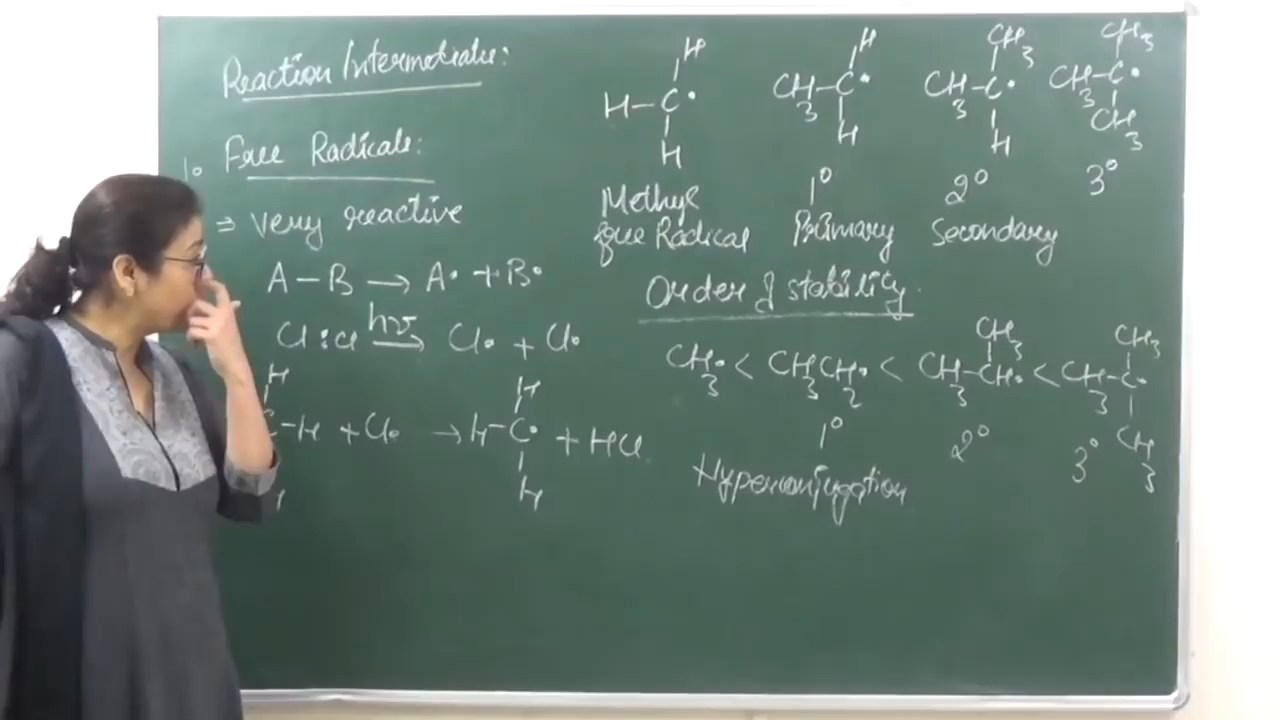 Reaction Intermediate:
1. Free Radicals:
⇒ very reactive
A – B → A• + B•
Cl : Cl hν → Cl• + Cl•
H H
C – H + Cl• → H – C• + HCl
H H
H H CH3 CH3
H – C• CH3 – C• CH3 – C• CH3 – C•
H H H CH3
1° 2° 3°
Methyl
free Radical Primary Secondary
Order of stability
CH3 CH3
CH3• < CH3CH2• < CH3–CH• < CH3–C•
1° 2° 3° CH3
Hyperconjugation